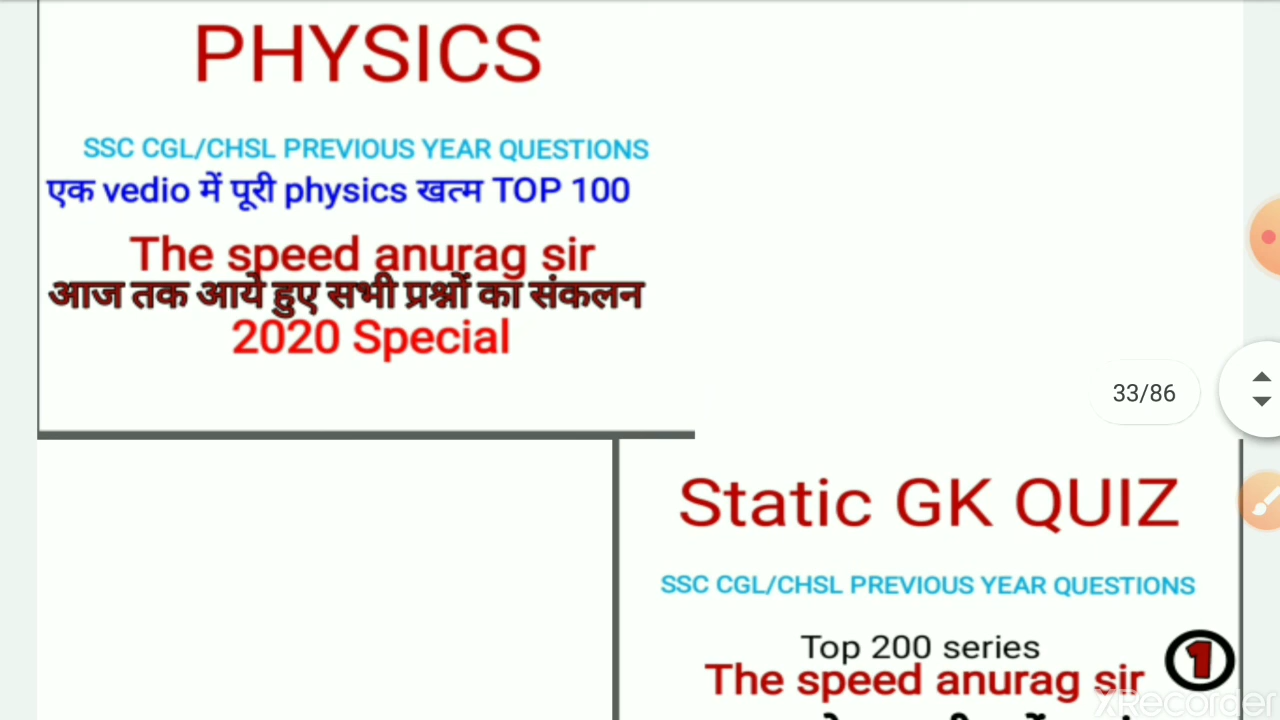 PHYSICS
SSC CGL/CHSL PREVIOUS YEAR QUESTIONS
एक vedio में पूरी physics खत्म TOP 100
The speed anurag sir
आज तक आये हुए सभी प्रश्नों का संकलन
2020 Special
33/86
Static GK QUIZ
SSC CGL/CHSL PREVIOUS YEAR QUESTIONS
Top 200 series
1
The speed anurag sir
XRecorder